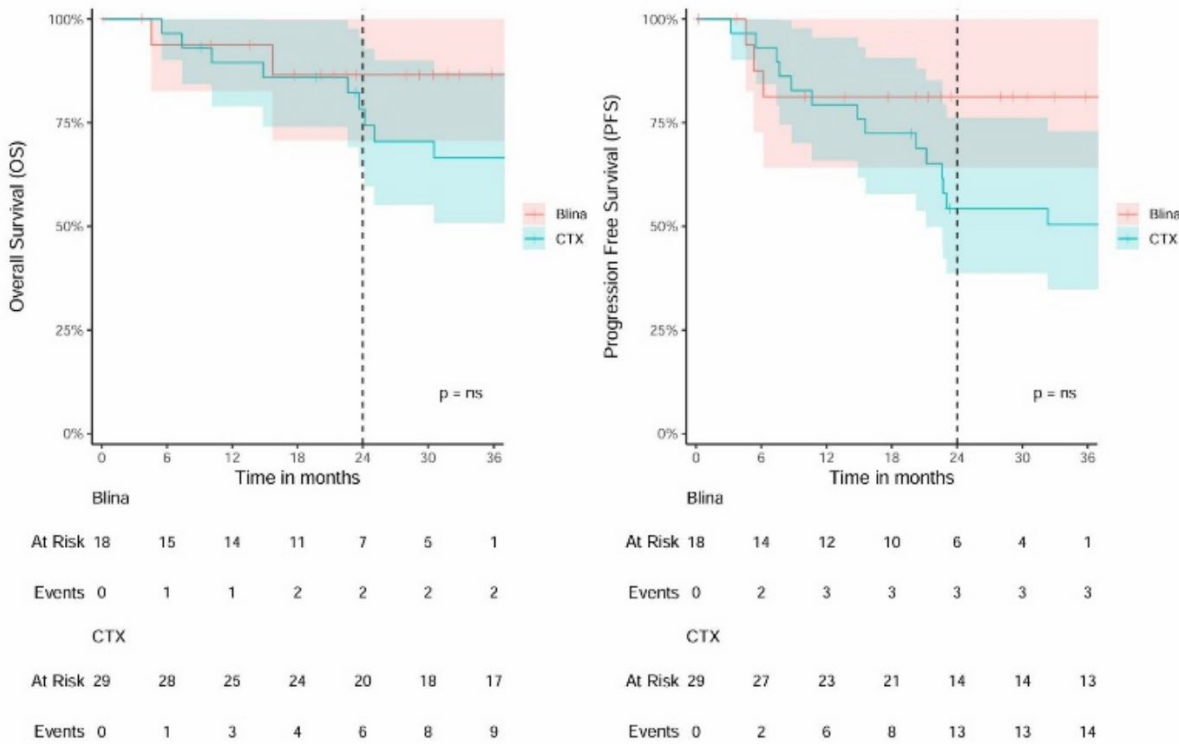 Overall Survival (OS)
100%
75%
50%
25%
0%
p = ns
Blina
CTX
0 6 12 18 24 30 36
Time in months
Blina
At Risk 18 15 14 11 7 5 1
Events 0 1 1 2 2 2 2
CTX
At Risk 29 28 25 24 20 18 17
Events 0 1 3 4 6 8 9
Progression Free Survival (PFS)
100%
75%
50%
25%
0%
p = ns
Blina
CTX
0 6 12 18 24 30 36
Time in months
Blina
At Risk 18 14 12 10 6 4 1
Events 0 2 3 3 3 3 3
CTX
At Risk 29 27 23 21 14 14 13
Events 0 2 6 8 13 13 14